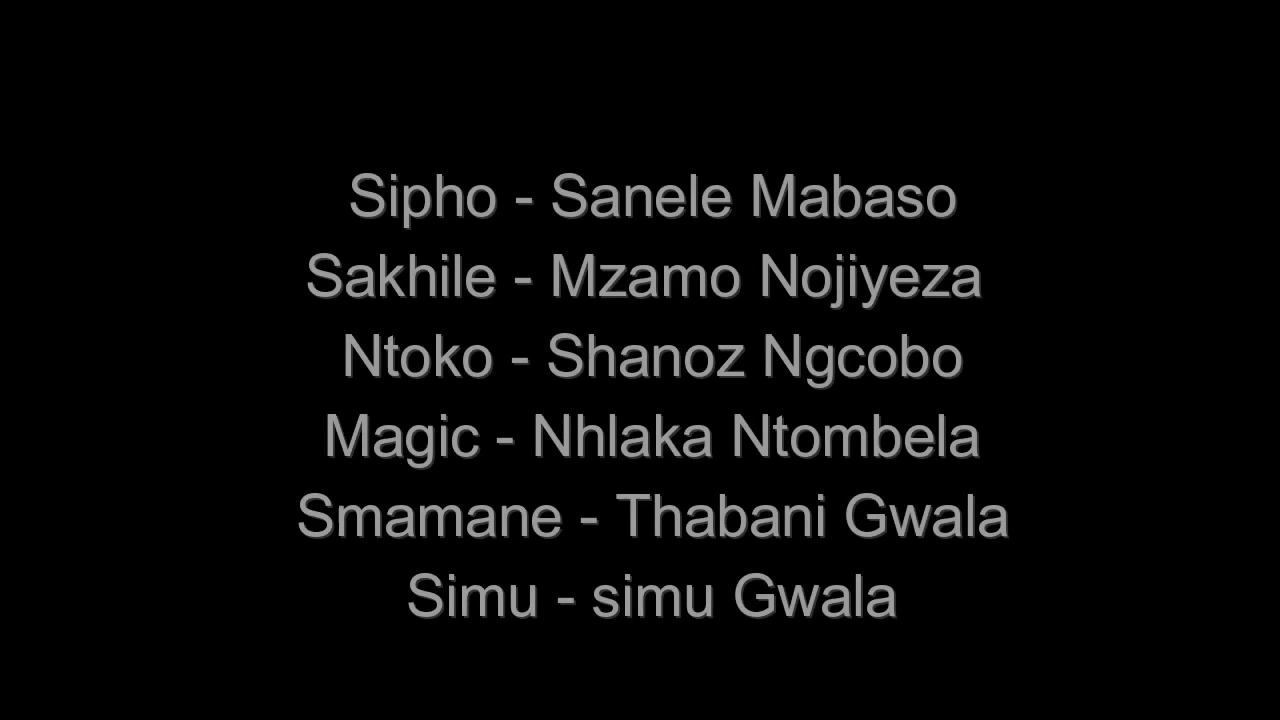 Sipho - Sanele Mabaso
Sakhile - Mzamo Nojiyeza
Ntoko - Shanoz Ngcobo
Magic - Nhlaka Ntombela
Smamane - Thabani Gwala
Simu - simu Gwala